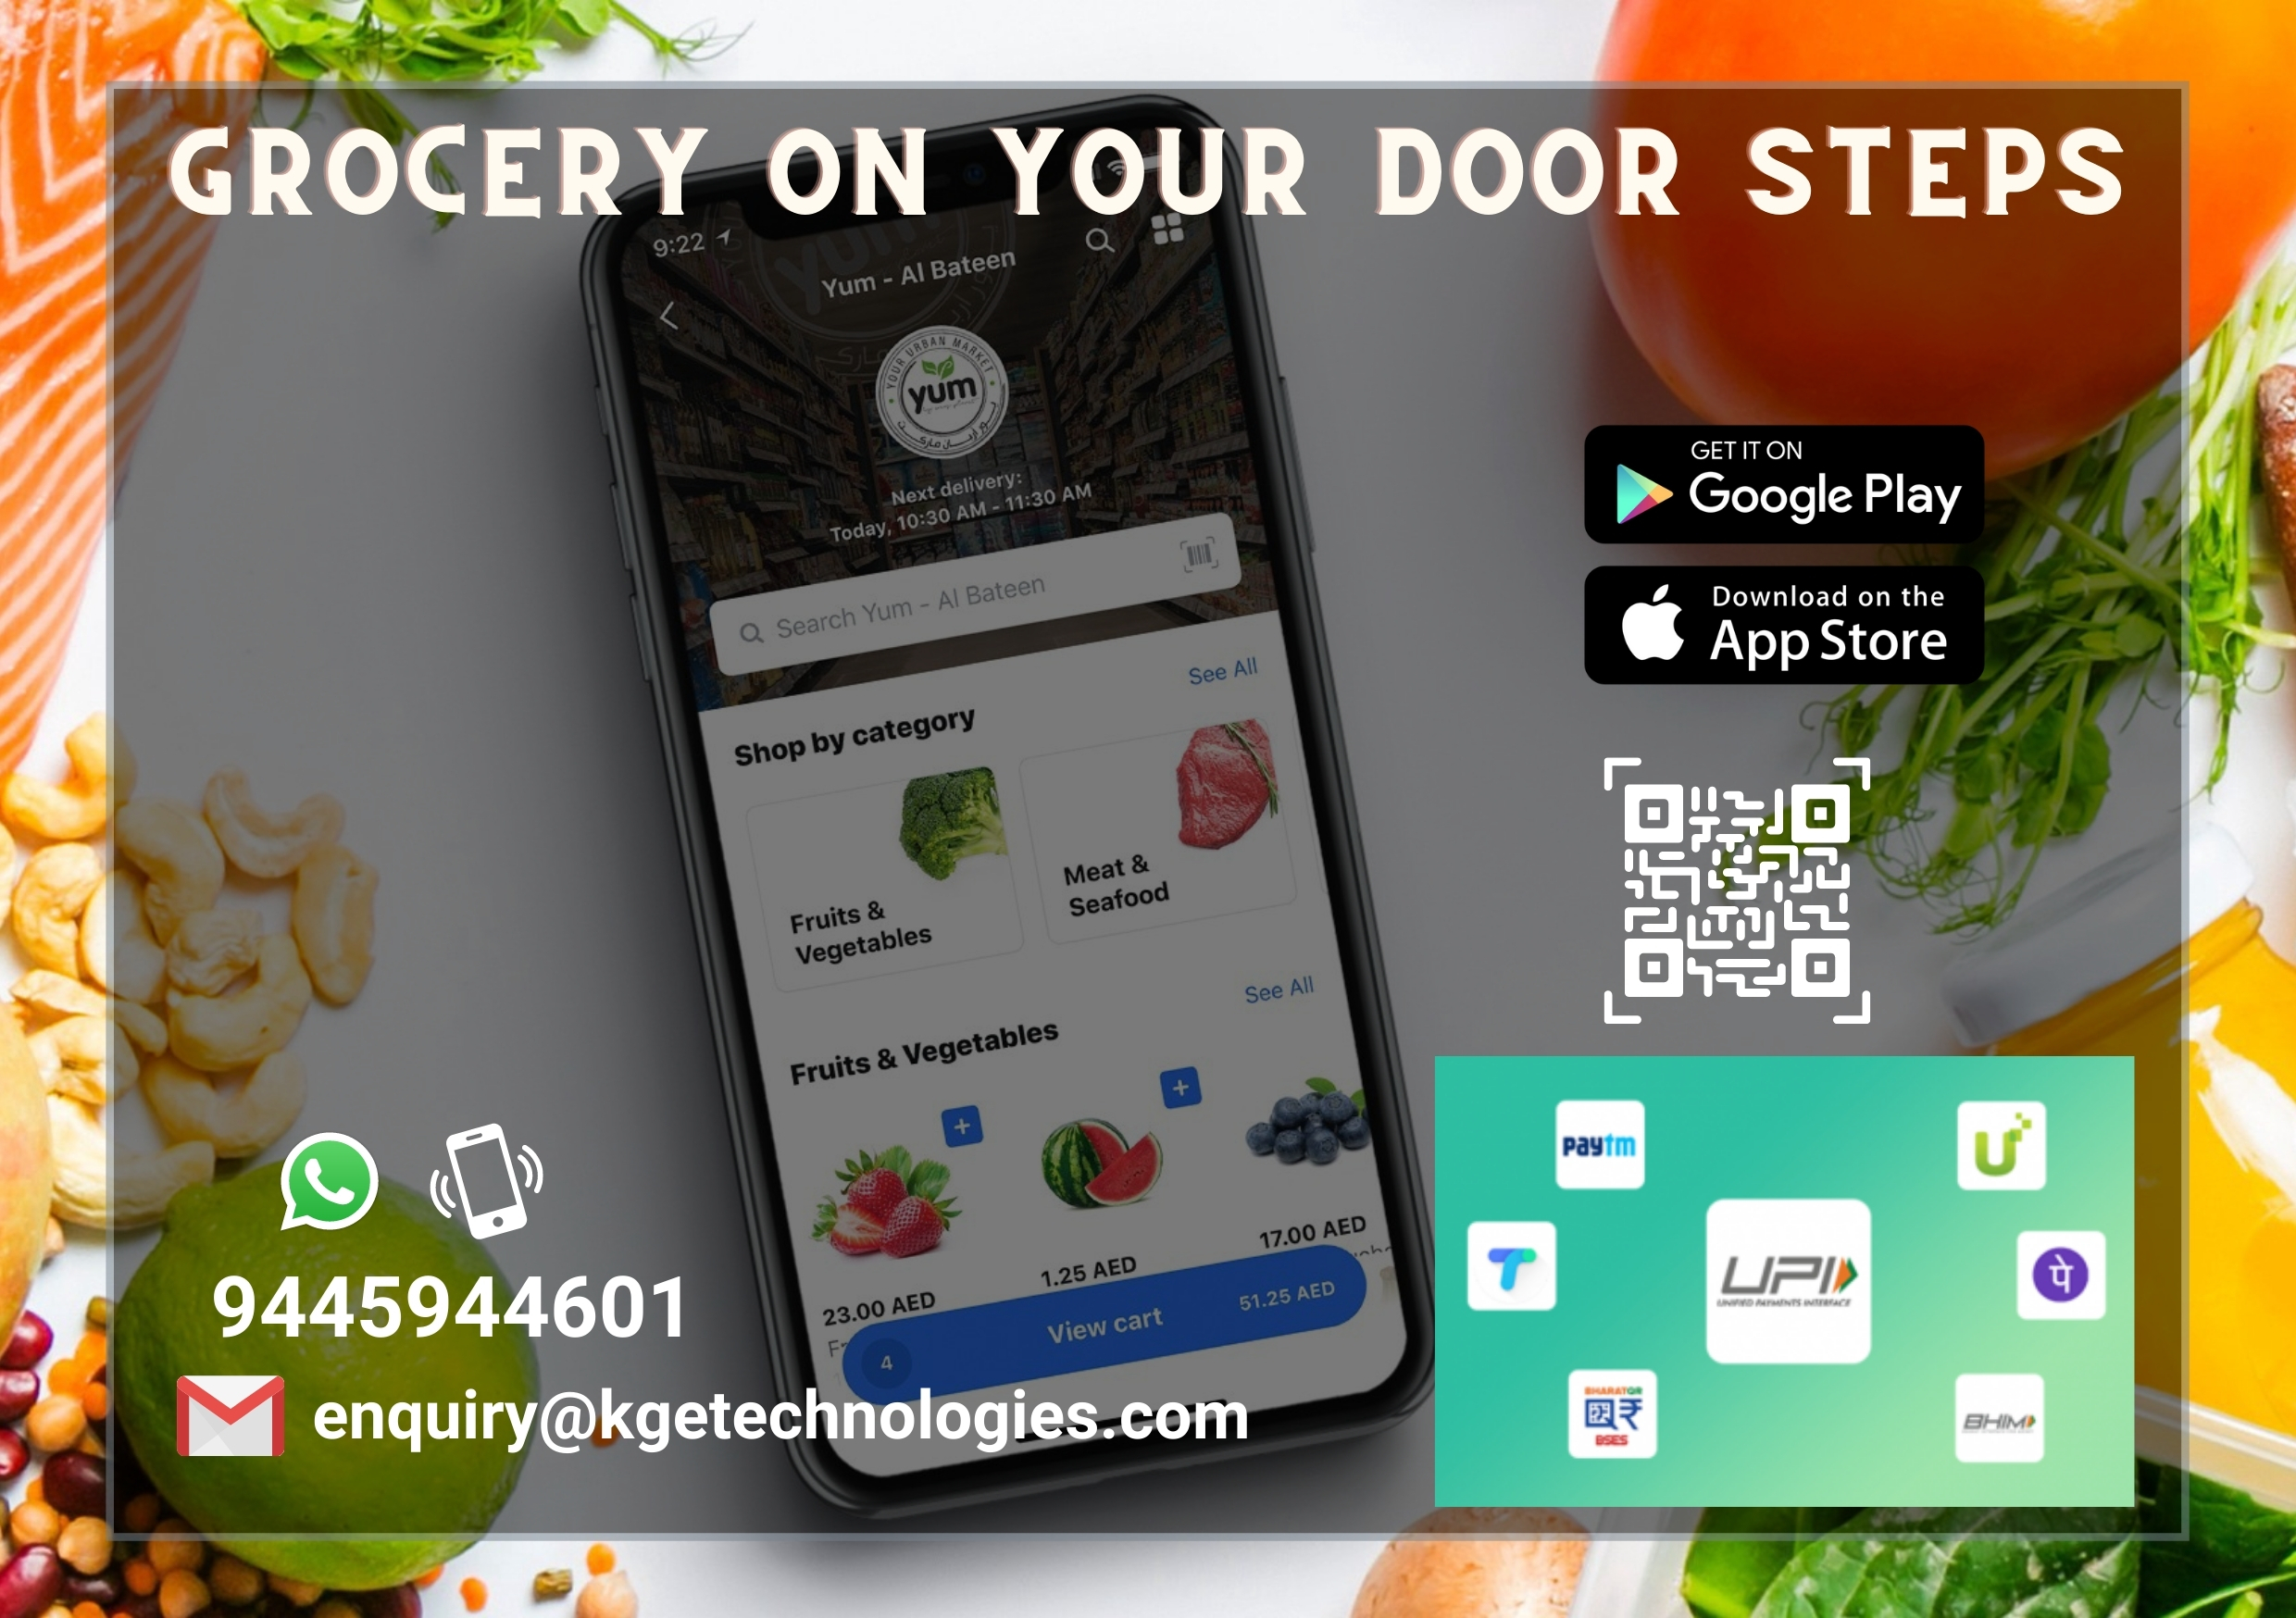 GROCERY ON YOUR DOOR STEPS
9:22
Yum - Al Bateen
YOUR URBAN MARKET
yum
Next delivery:
Today, 10:30 AM - 11:30 AM
Search Yum - Al Bateen
See All
Shop by category
Fruits &
Vegetables
Meat &
Seafood
See All
Fruits & Vegetables
17.00 AED
1.25 AED
23.00 AED
4
View cart
51.25 AED
GET IT ON
Google Play
Download on the
App Store
paytm
UPI
UNIFIED PAYMENTS INTERFACE
पे
BHARATQR
BSES
BHIM
9445944601
enquiry@kgetechnologies.com